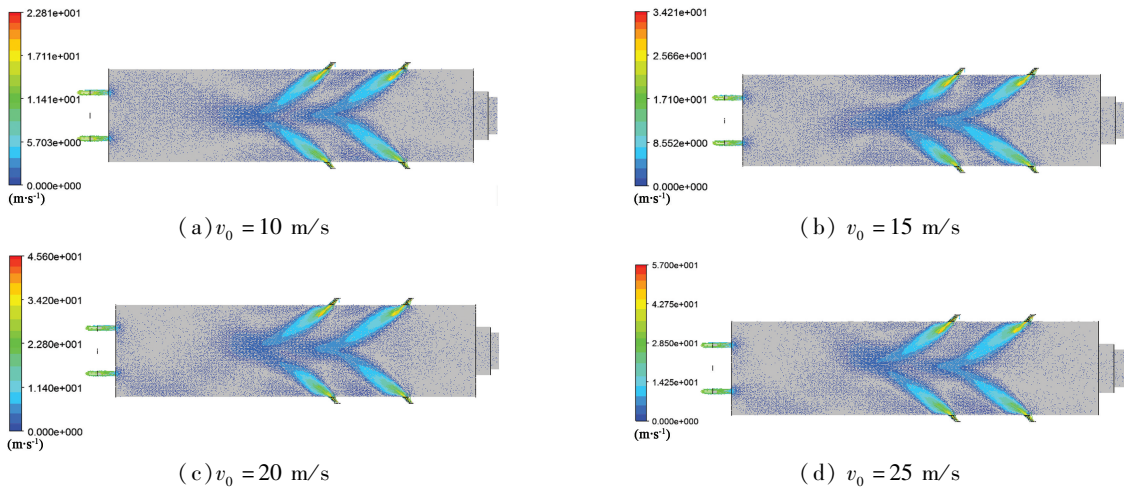 2.281e+001
1.711e+001
1.141e+001
5.703e+000
0.000e+000
(m·s⁻¹)
(a) v₀ = 10 m/s
3.421e+001
5.666e+001
1.710e+001
8.552e+000
0.000e+000
(m·s⁻¹)
(b) v₀ = 15 m/s
4.560e+001
3.420e+001
2.280e+001
1.140e+001
0.000e+000
(m·s⁻¹)
(c) v₀ = 20 m/s
5.700e+001
4.275e+001
2.850e+001
1.425e+001
0.000e+000
(m·s⁻¹)
(d) v₀ = 25 m/s